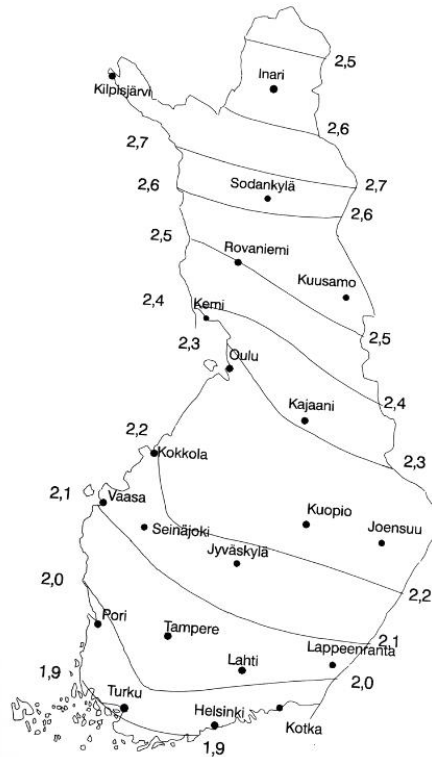 2,5
Inari
Kilpisjärvi
2,6
2,7
2,6
Sodankylä
2,7
2,6
2,5
Rovaniemi
Kuusamo
2,4
Kemi
2,5
2,3
Oulu
2,4
Kajaani
2,2
Kokkola
2,3
2,1
Vaasa
Kuopio
Seinäjoki
Joensuu
Jyväskylä
2,0
2,2
Pori
Tampere
2,1
Lappeenranta
Lahti
1,9
2,0
Turku
Helsinki
Kotka
1,9